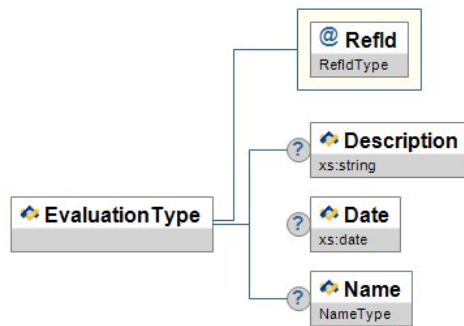 @ RefId
RefIdType
? Description
xs:string
EvaluationType
? Date
xs:date
? Name
NameType